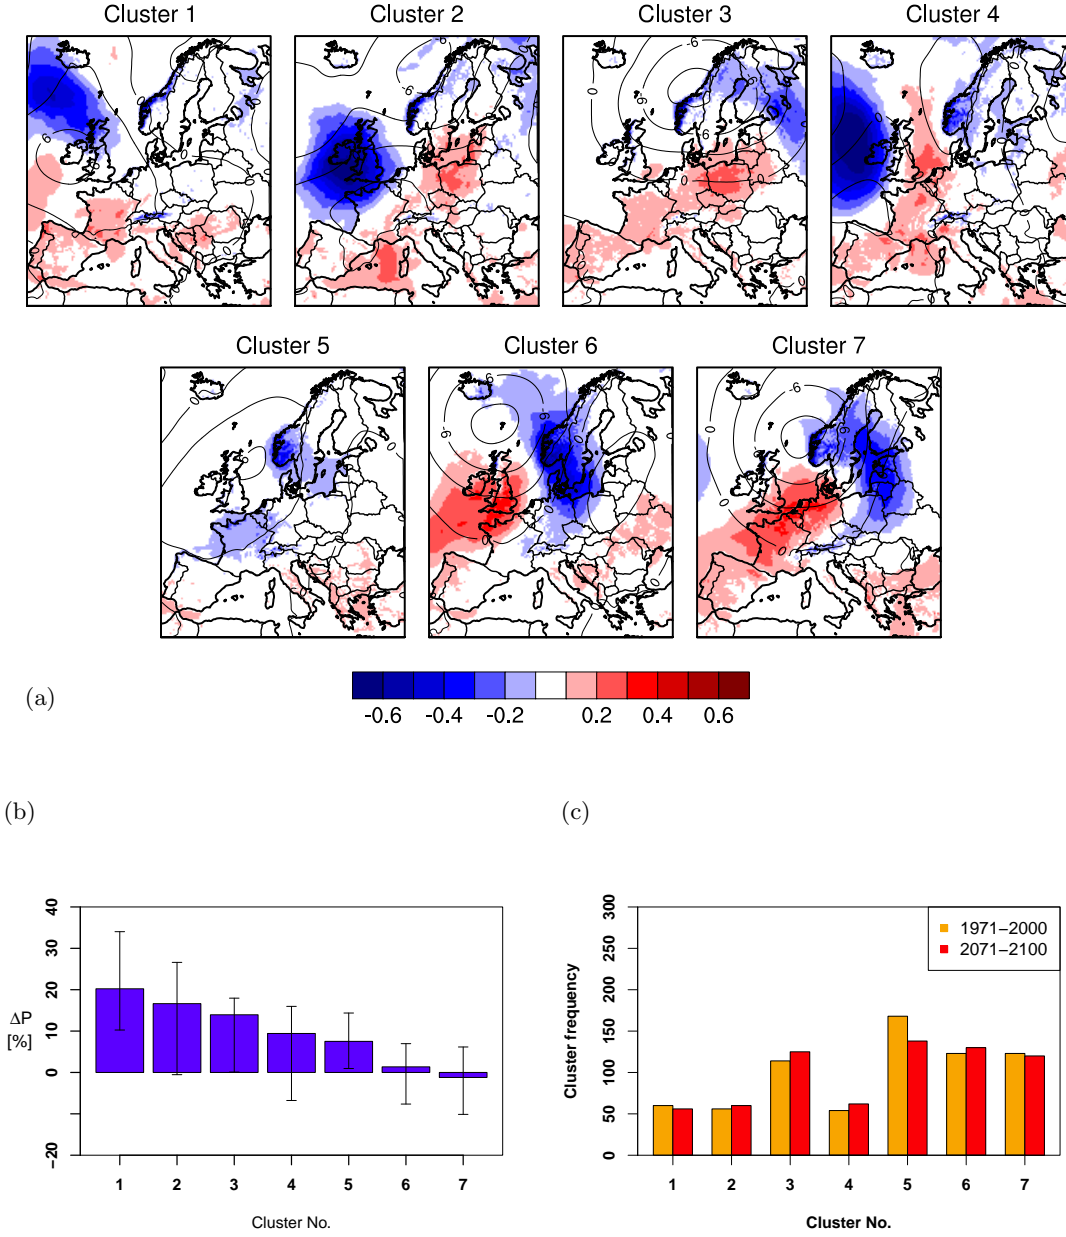 Cluster 1 Cluster 2 Cluster 3 Cluster 4
Cluster 5 Cluster 6 Cluster 7
(a)
-0.6 -0.4 -0.2 0.2 0.4 0.6
(b)
(c)
40
30
20
10
0
−20
ΔP
[%]
1 2 3 4 5 6 7
Cluster No.
300
250
200
150
100
50
0
Cluster frequency
1971−2000
2071−2100
1 2 3 4 5 6 7
Cluster No.